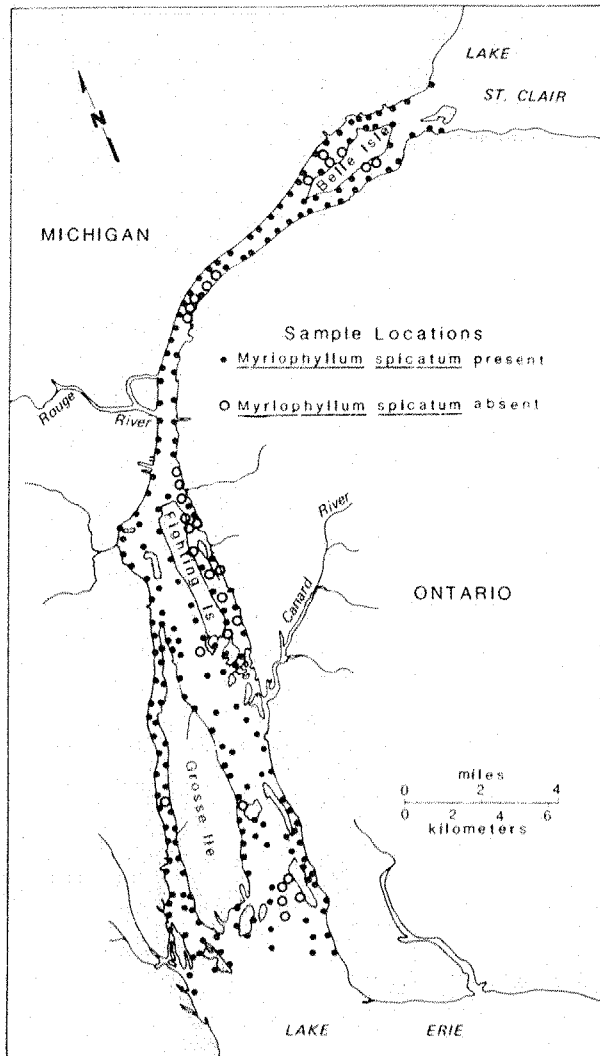 LAKE
ST. CLAIR
N
Belle Isle
MICHIGAN
Sample Locations
Myriophyllum spicatum present
Myriophyllum spicatum absent
Rouge
River
Fighting Is
River
Canard
ONTARIO
Grosse Ile
miles
0 2 4
0 2 4 6
kilometers
LAKE ERIE